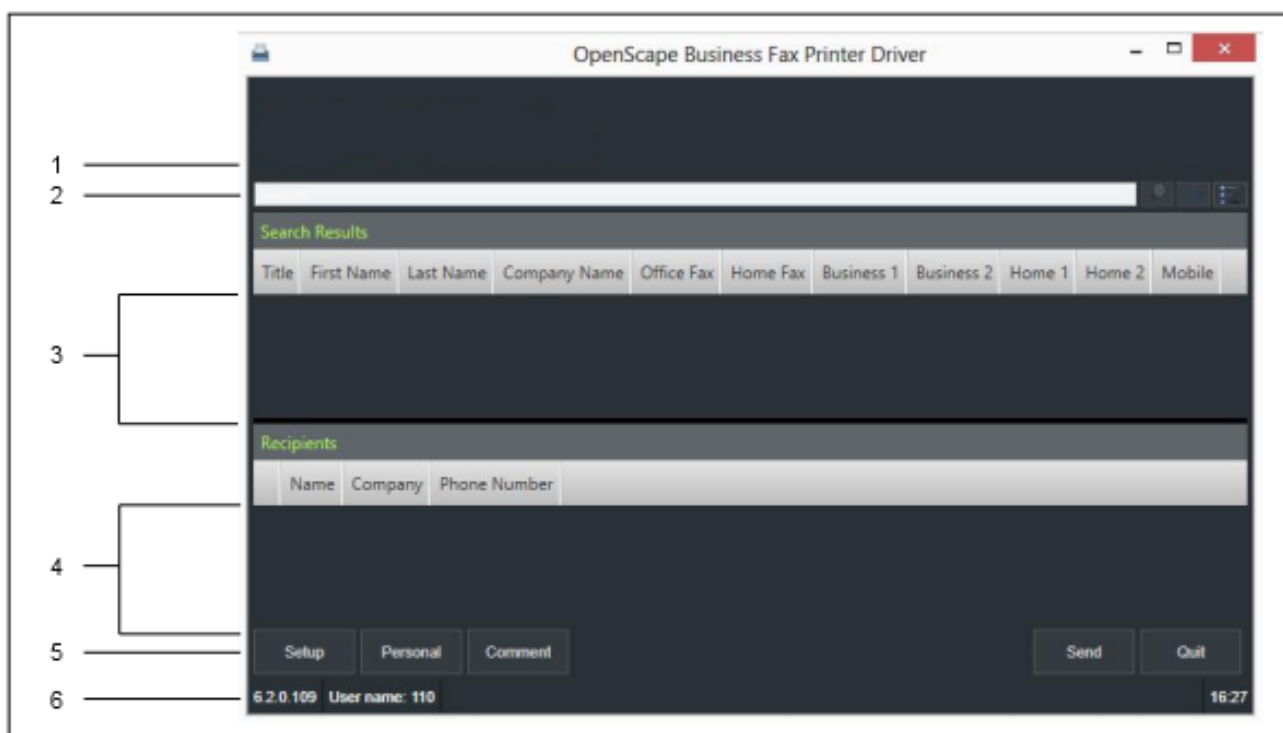 OpenScape Business Fax Printer Driver
1
2
Search Results
Title First Name Last Name Company Name Office Fax Home Fax Business 1 Business 2 Home 1 Home 2 Mobile
3
Recipients
Name Company Phone Number
4
5 Setup Personal Comment Send Quit
6 6.2.0.109 User name: 110 16:27